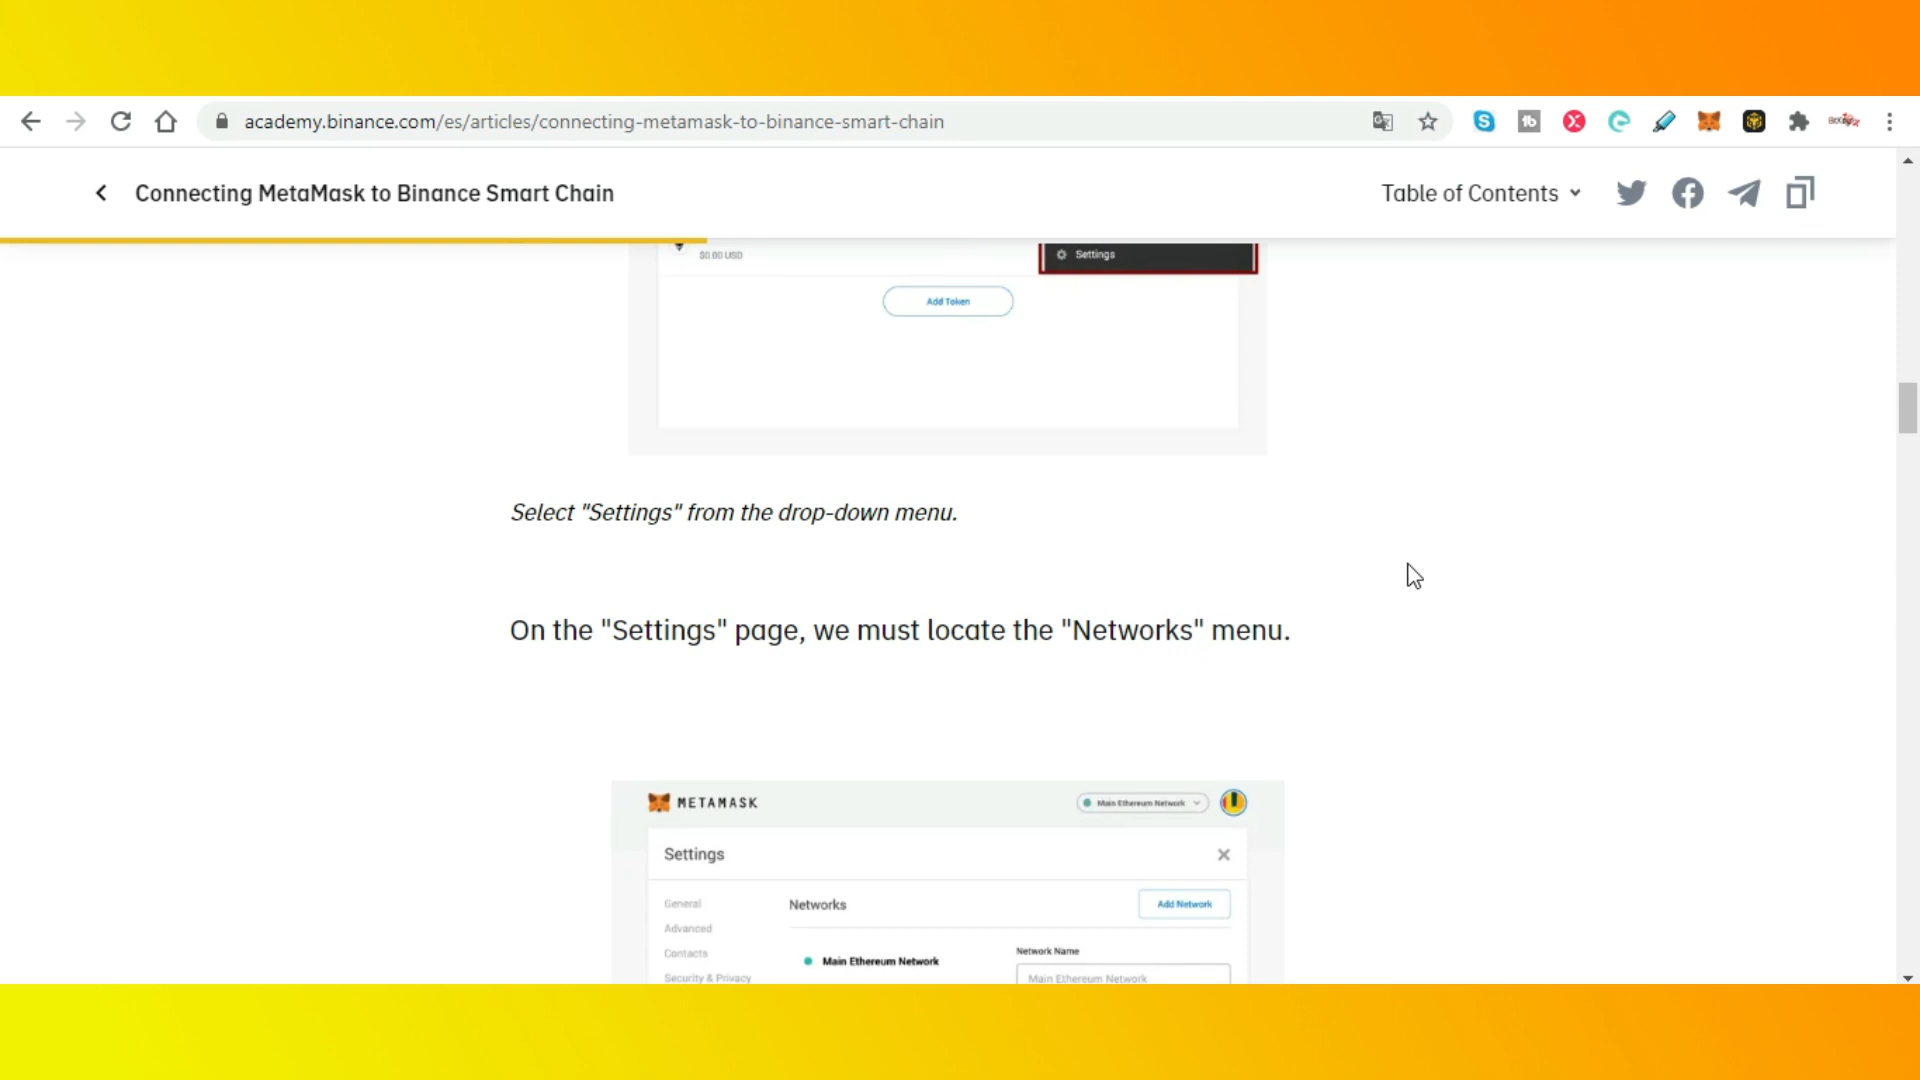 academy.binance.com/es/articles/connecting-metamask-to-binance-smart-chain
Connecting MetaMask to Binance Smart Chain
Table of Contents
$0.00 USD
Settings
Add Token
Select "Settings" from the drop-down menu.
On the "Settings" page, we must locate the "Networks" menu.
METAMASK
Main Ethereum Network
Settings
General
Networks
Add Network
Advanced
Contacts
Network Name
Main Ethereum Network
Security & Privacy
Main Ethereum Network